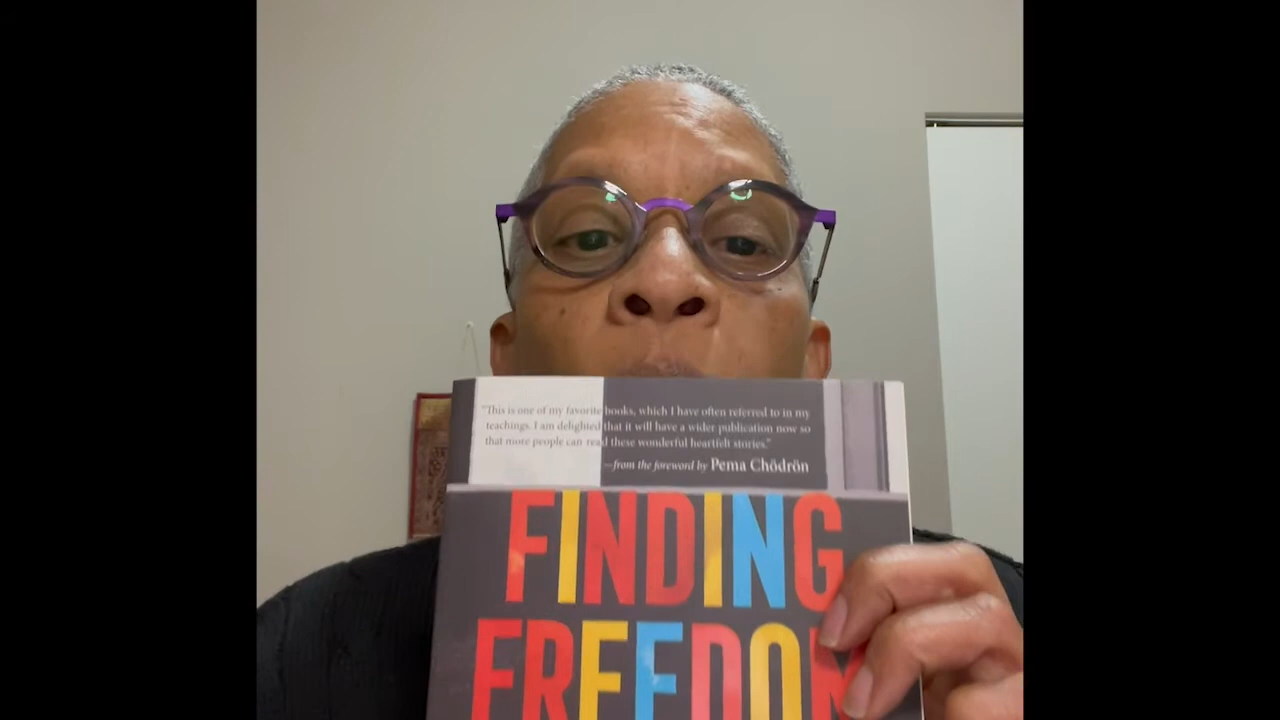 "This is one of my favorite books, which I have often referred to in my
teachings. I am delighted that it will have a wider publication now so
that more people can read these wonderful heartfelt stories."
—from the foreword by Pema Chödrön
FINDING
FREEDOM